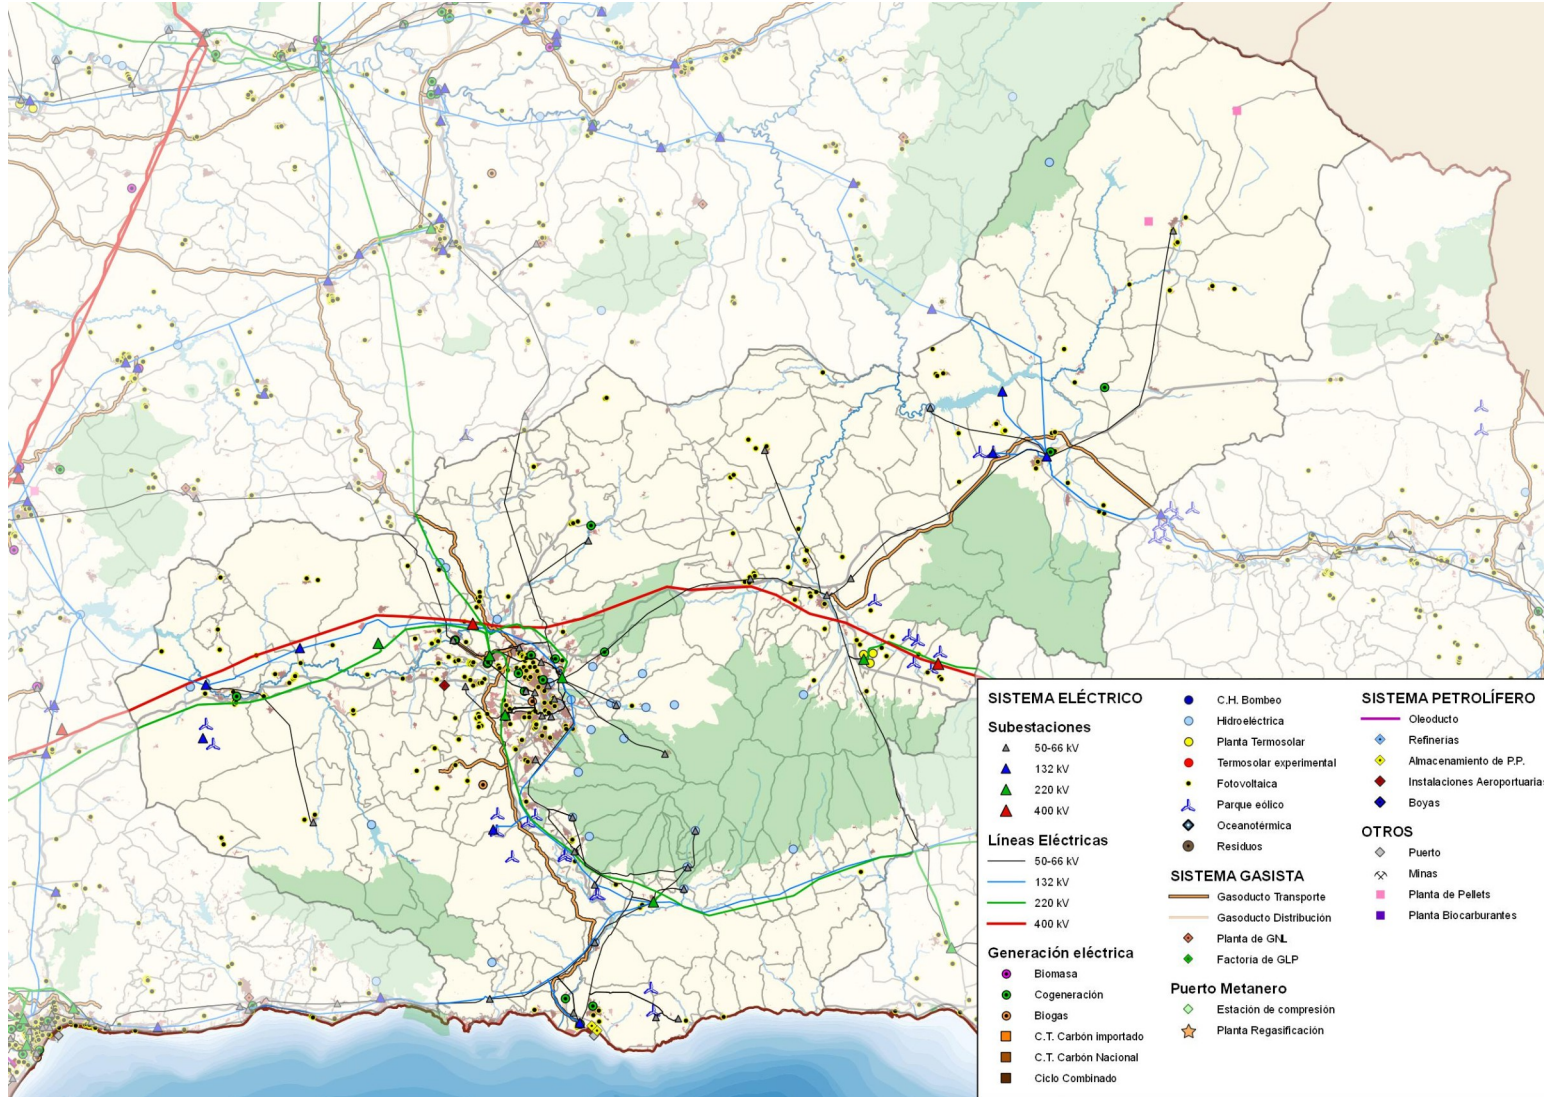 SISTEMA ELÉCTRICO
Subestaciones
50-66 kV
132 kV
220 kV
400 kV
Líneas Eléctricas
50-66 kV
132 kV
220 kV
400 kV
Generación eléctrica
Biomasa
Cogeneración
Biogas
C.T. Carbón importado
C.T. Carbón Nacional
Ciclo Combinado
C.H. Bombeo
Hidroeléctrica
Planta Termosolar
Termosolar experimental
Fotovoltaica
Parque eólico
Oceanotérmica
Residuos
SISTEMA GASISTA
Gasoducto Transporte
Gasoducto Distribución
Planta de GNL
Factoría de GLP
Puerto Metanero
Estación de compresión
Planta Regasificación
SISTEMA PETROLÍFERO
Oleoducto
Refinerías
Almacenamiento de P.P.
Instalaciones Aeroportuarias
Boyas
OTROS
Puerto
Minas
Planta de Pellets
Planta Biocarburantes